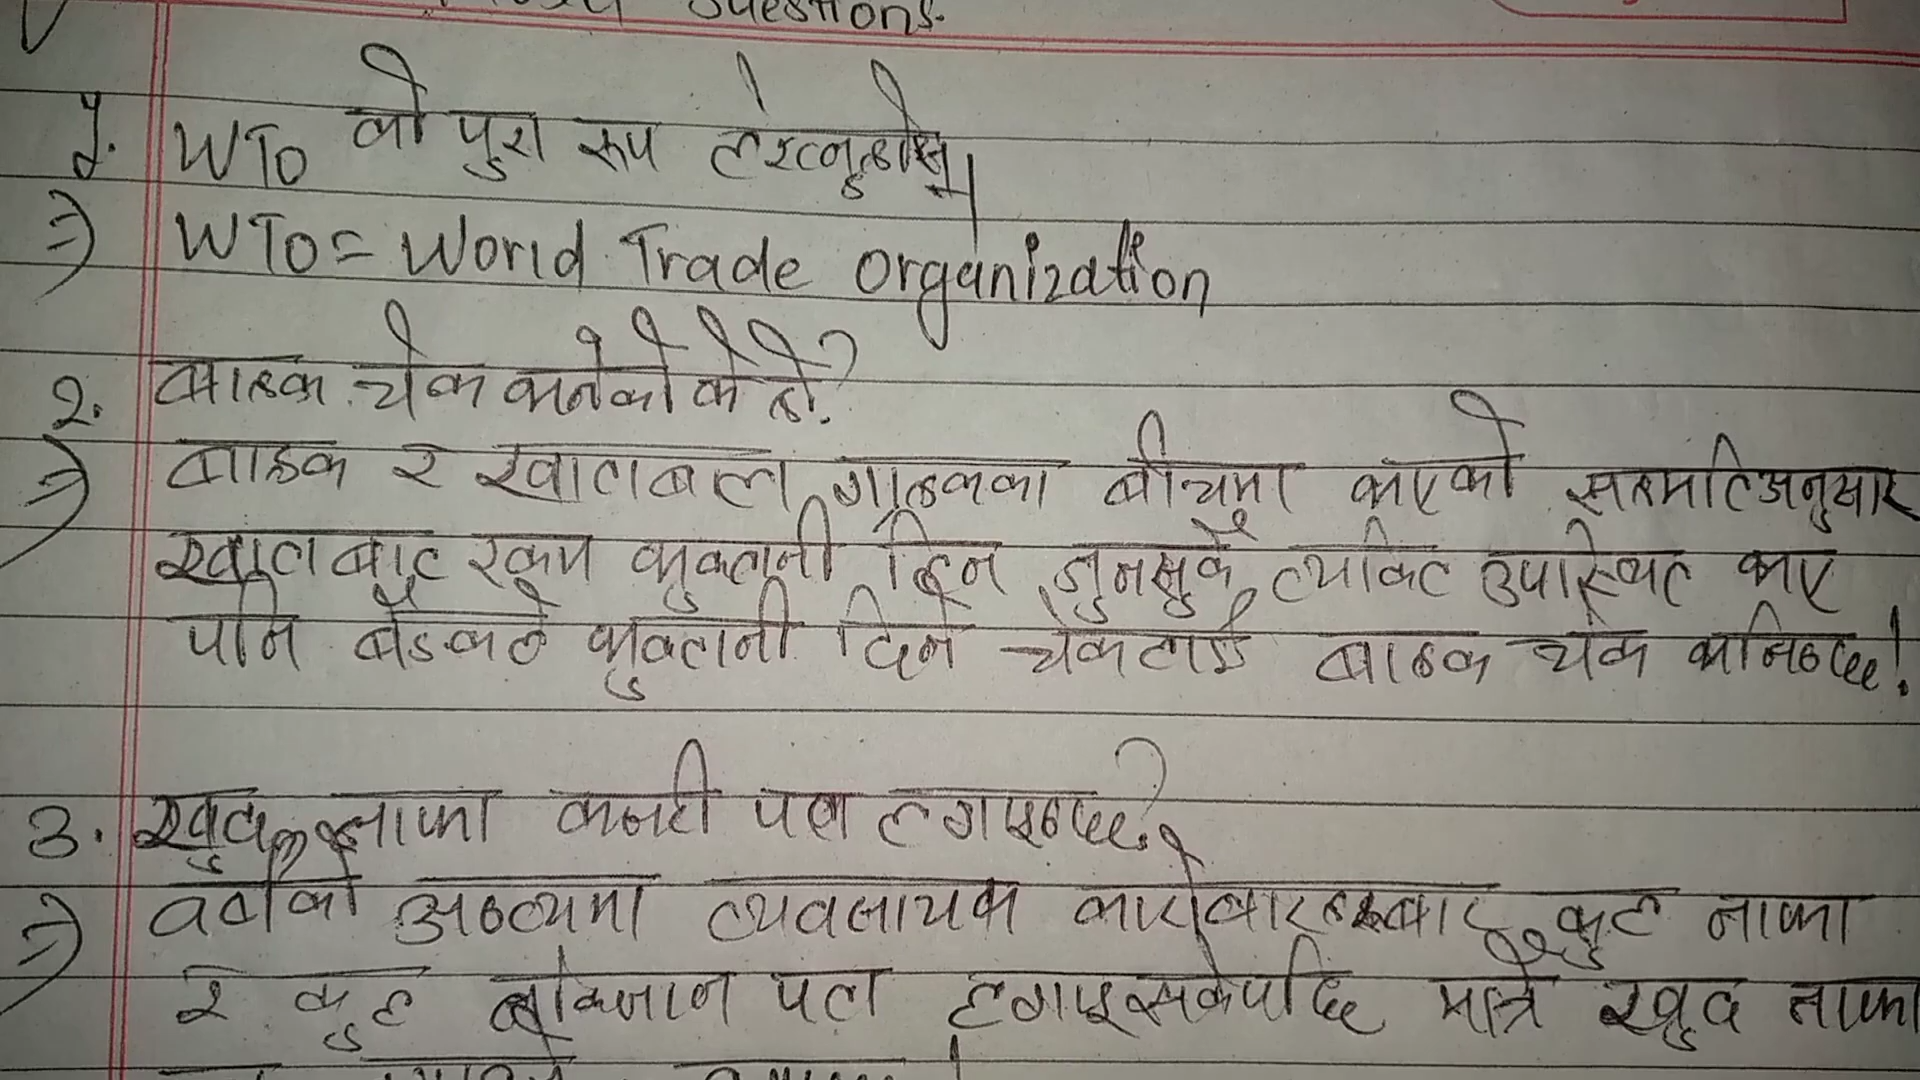 Questions.
1. WTO को पुरा रूप लेख्नुहोस्।
⇒ WTO = World Trade Organization
2. बाहक चेक भनेको के हो?
⇒ बाहक र खातावाल ग्राहकका बीचमा भएको सहमतिअनुसार
खाताबाट रकम भुक्तानी लिन जुनसुकै व्यक्ति उपस्थित भए
पनि बैङ्कले भुक्तानी दिने चेकलाई बाहक चेक भनिन्छ!
3. खुद नाफा कसरी पत्ता लगाइन्छ?
⇒ वर्षको अन्त्यमा व्यवसायक कारोबारहरूबाट कुल नाफा
र कुल नोक्सान पत्ता लगाइसकेपछि मात्रै खुद नाफा